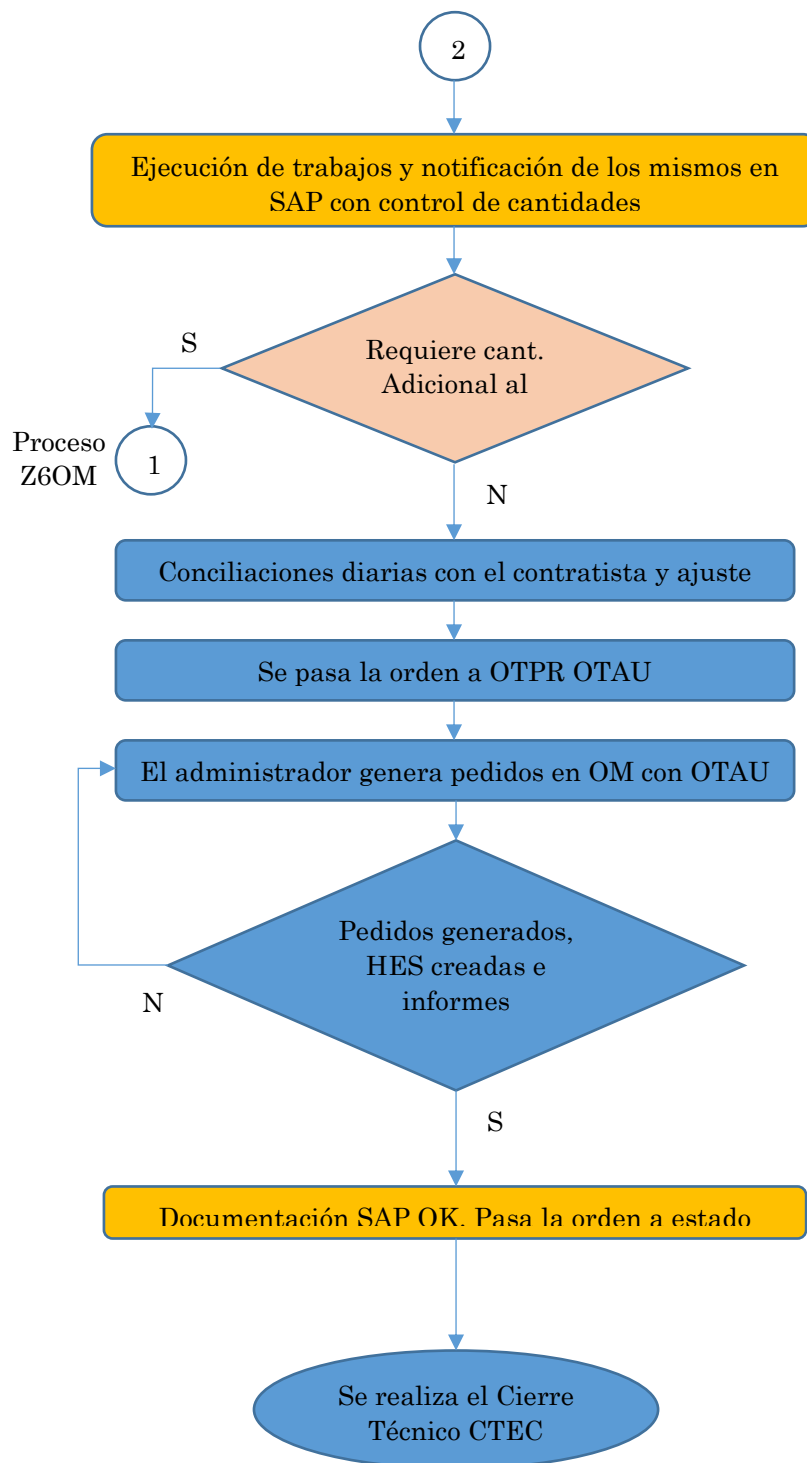 2
Ejecución de trabajos y notificación de los mismos en
SAP con control de cantidades
S
Requiere cant.
Adicional al
Proceso
Z6OM
1
N
Conciliaciones diarias con el contratista y ajuste
Se pasa la orden a OTPR OTAU
El administrador genera pedidos en OM con OTAU
Pedidos generados,
HES creadas e
informes
N
S
Documentación SAP OK. Pasa la orden a estado
Se realiza el Cierre
Técnico CTEC